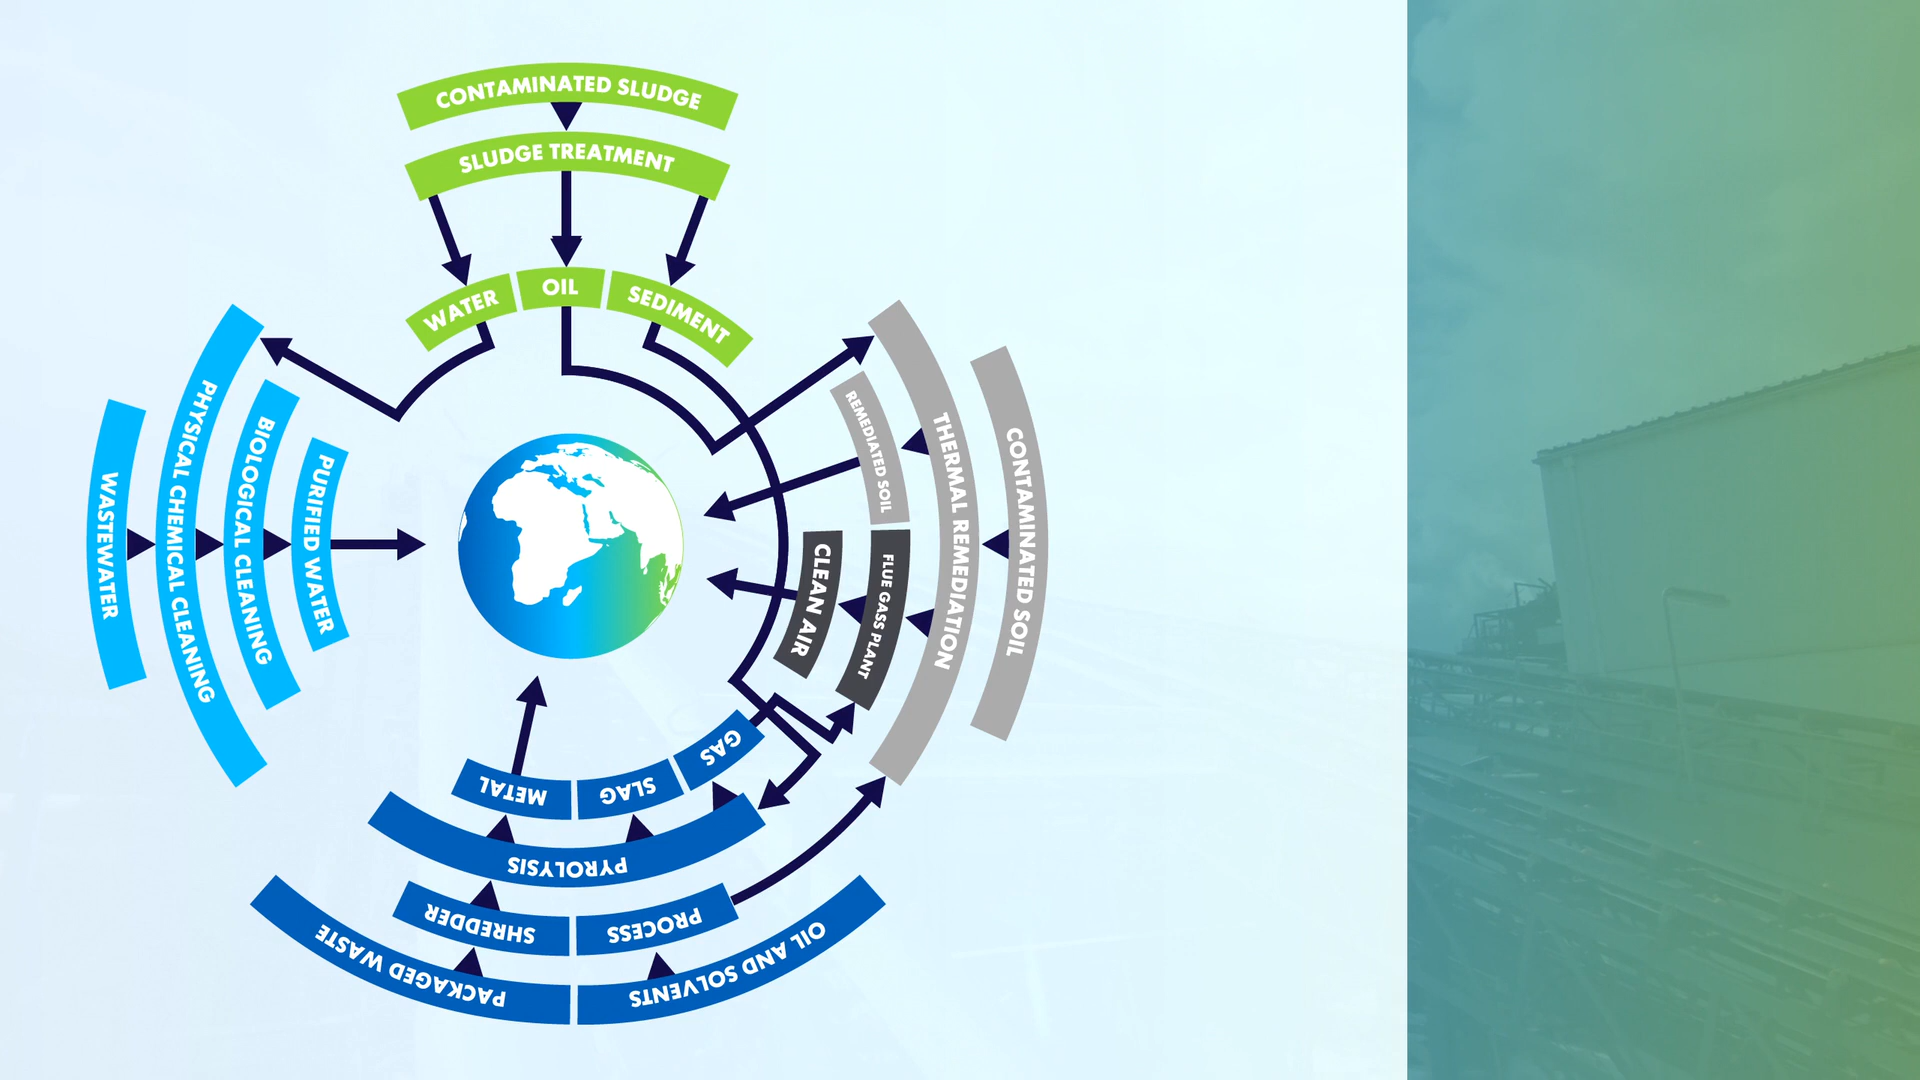 CONTAMINATED SLUDGE
SLUDGE TREATMENT
WATER
OIL
SEDIMENT
WASTEWATER
PHYSICAL CHEMICAL CLEANING
BIOLOGICAL CLEANING
PURIFIED WATER
REMEDIATED SOIL
THERMAL REMEDIATION
CONTAMINATED SOIL
CLEAN AIR
FLUE GASS PLANT
METAL
SLAG
GAS
PYROLYSIS
SHREDDER
PROCESS
PACKAGED WASTE
OIL AND SOLVENTS